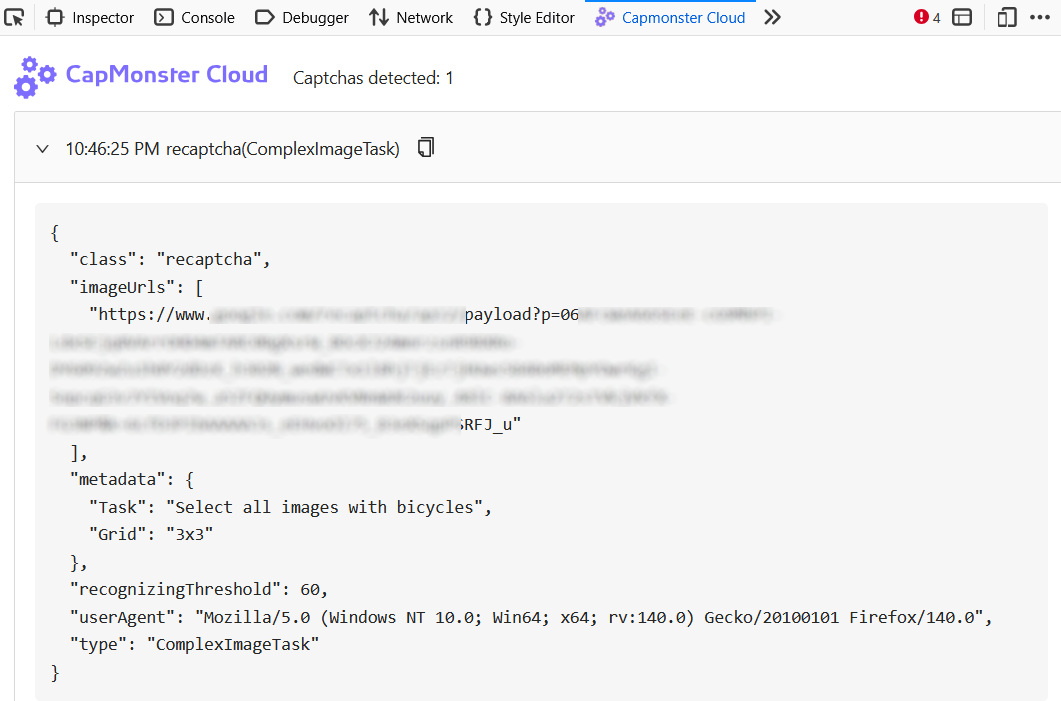 Inspector Console Debugger Network Style Editor Capmonster Cloud 4
CapMonster Cloud Captchas detected: 1
10:46:25 PM recaptcha(ComplexImageTask)
{
"class": "recaptcha",
"imageUrls": [
"https://www. payload?p=06
SRFJ_u"
],
"metadata": {
"Task": "Select all images with bicycles",
"Grid": "3x3"
},
"recognizingThreshold": 60,
"userAgent": "Mozilla/5.0 (Windows NT 10.0; Win64; x64; rv:140.0) Gecko/20100101 Firefox/140.0",
"type": "ComplexImageTask"
}